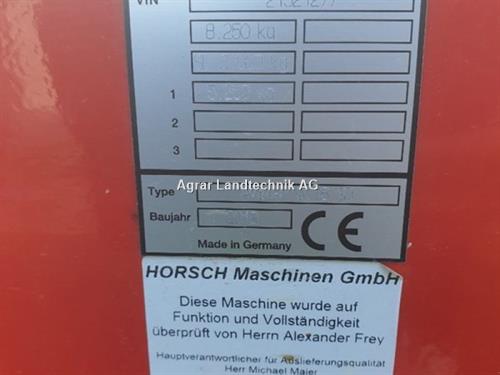 VIN
8.250 kg
1
2
3
Agrar Landtechnik AG
Type
Baujahr
Made in Germany
CE
HORSCH Maschinen GmbH
Diese Maschine wurde auf
Funktion und Vollständigkeit
überprüft von Herrn Alexander Frey
Hauptverantwortlicher für Auslieferungsqualität
Herr Michael Maier